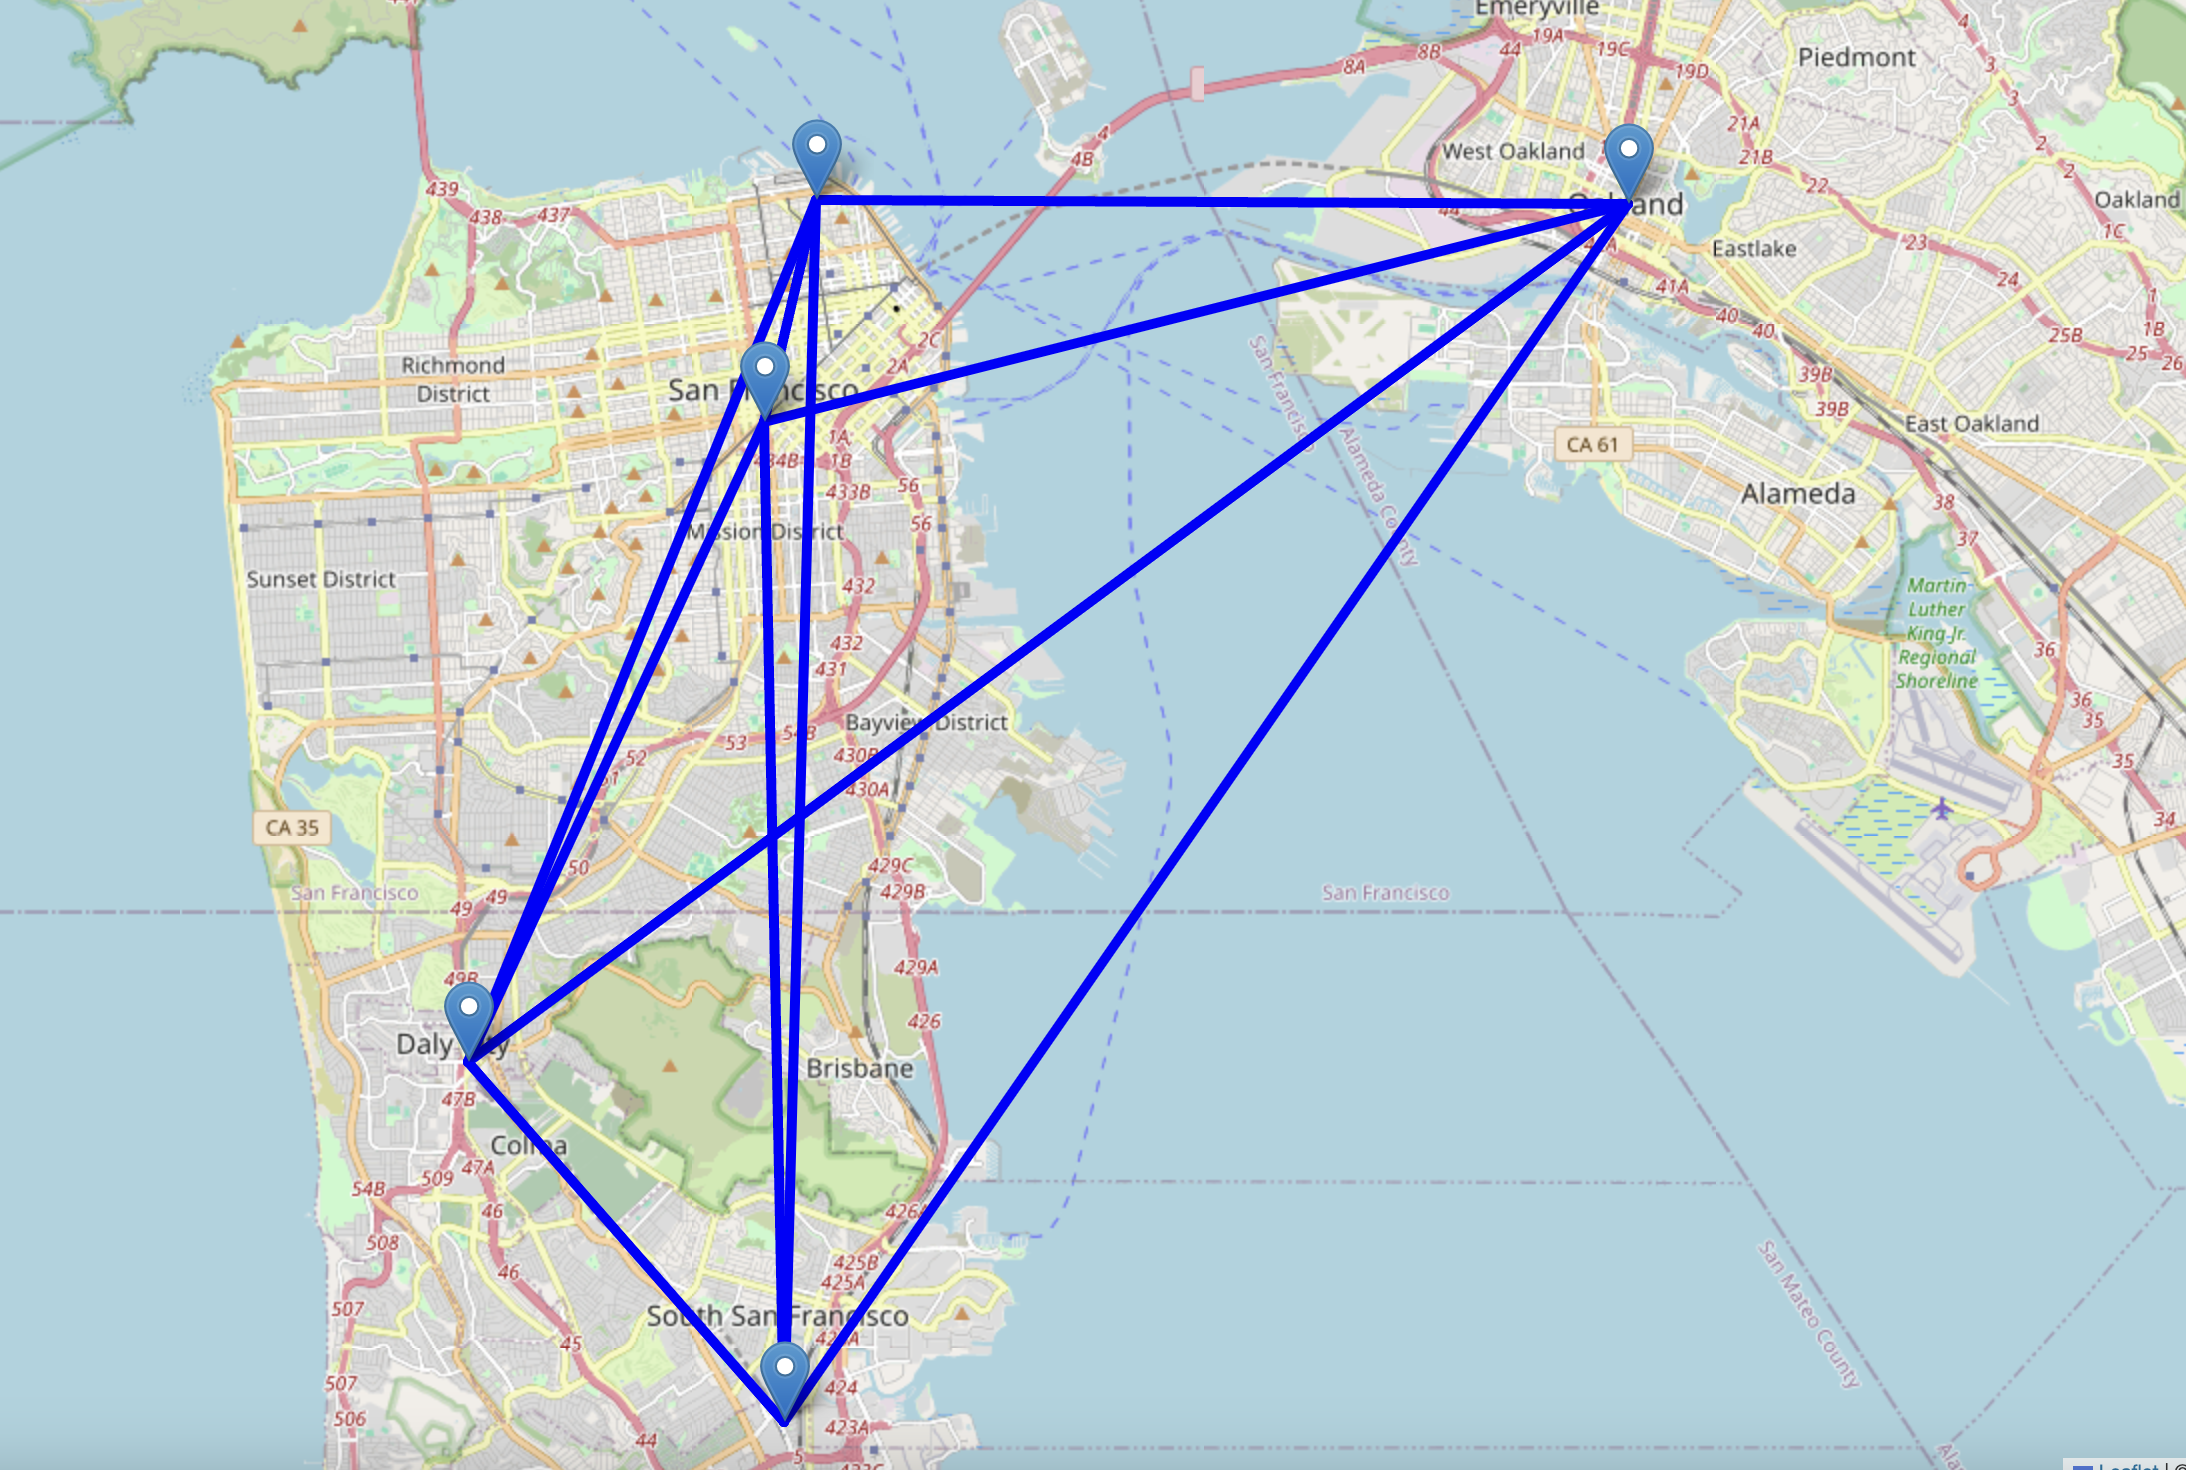 Emeryville
19A
44
8B
19C
8A
19D
Piedmont
4
3
3
4
4B
21A
21B
2
2
West Oakland
22
439
438
437
Oakland
Oakland
44
1C
23
Eastlake
24
41A
1
40
40
1B
25B
25
26
2C
2A
Richmond
District
San Francisco
San Francisco
39B
39B
East Oakland
CA 61
1A
434B
1B
433B
56
56
Alameda County
Alameda
38
37
Mission District
Sunset District
432
Martin
Luther
King Jr.
Regional
Shoreline
432
431
36
36
35
35
Bayview District
53
54B
52
51
430B
430A
CA 35
34
50
429C
429B
San Francisco
San Francisco
49
49
429A
49B
426
Daly City
Brisbane
47B
Colma
47A
509
54B
46
426A
508
425B
425A
46
San Mateo County
507
South San Francisco
45
507
424
506
423A
44
5
Leaflet | ©